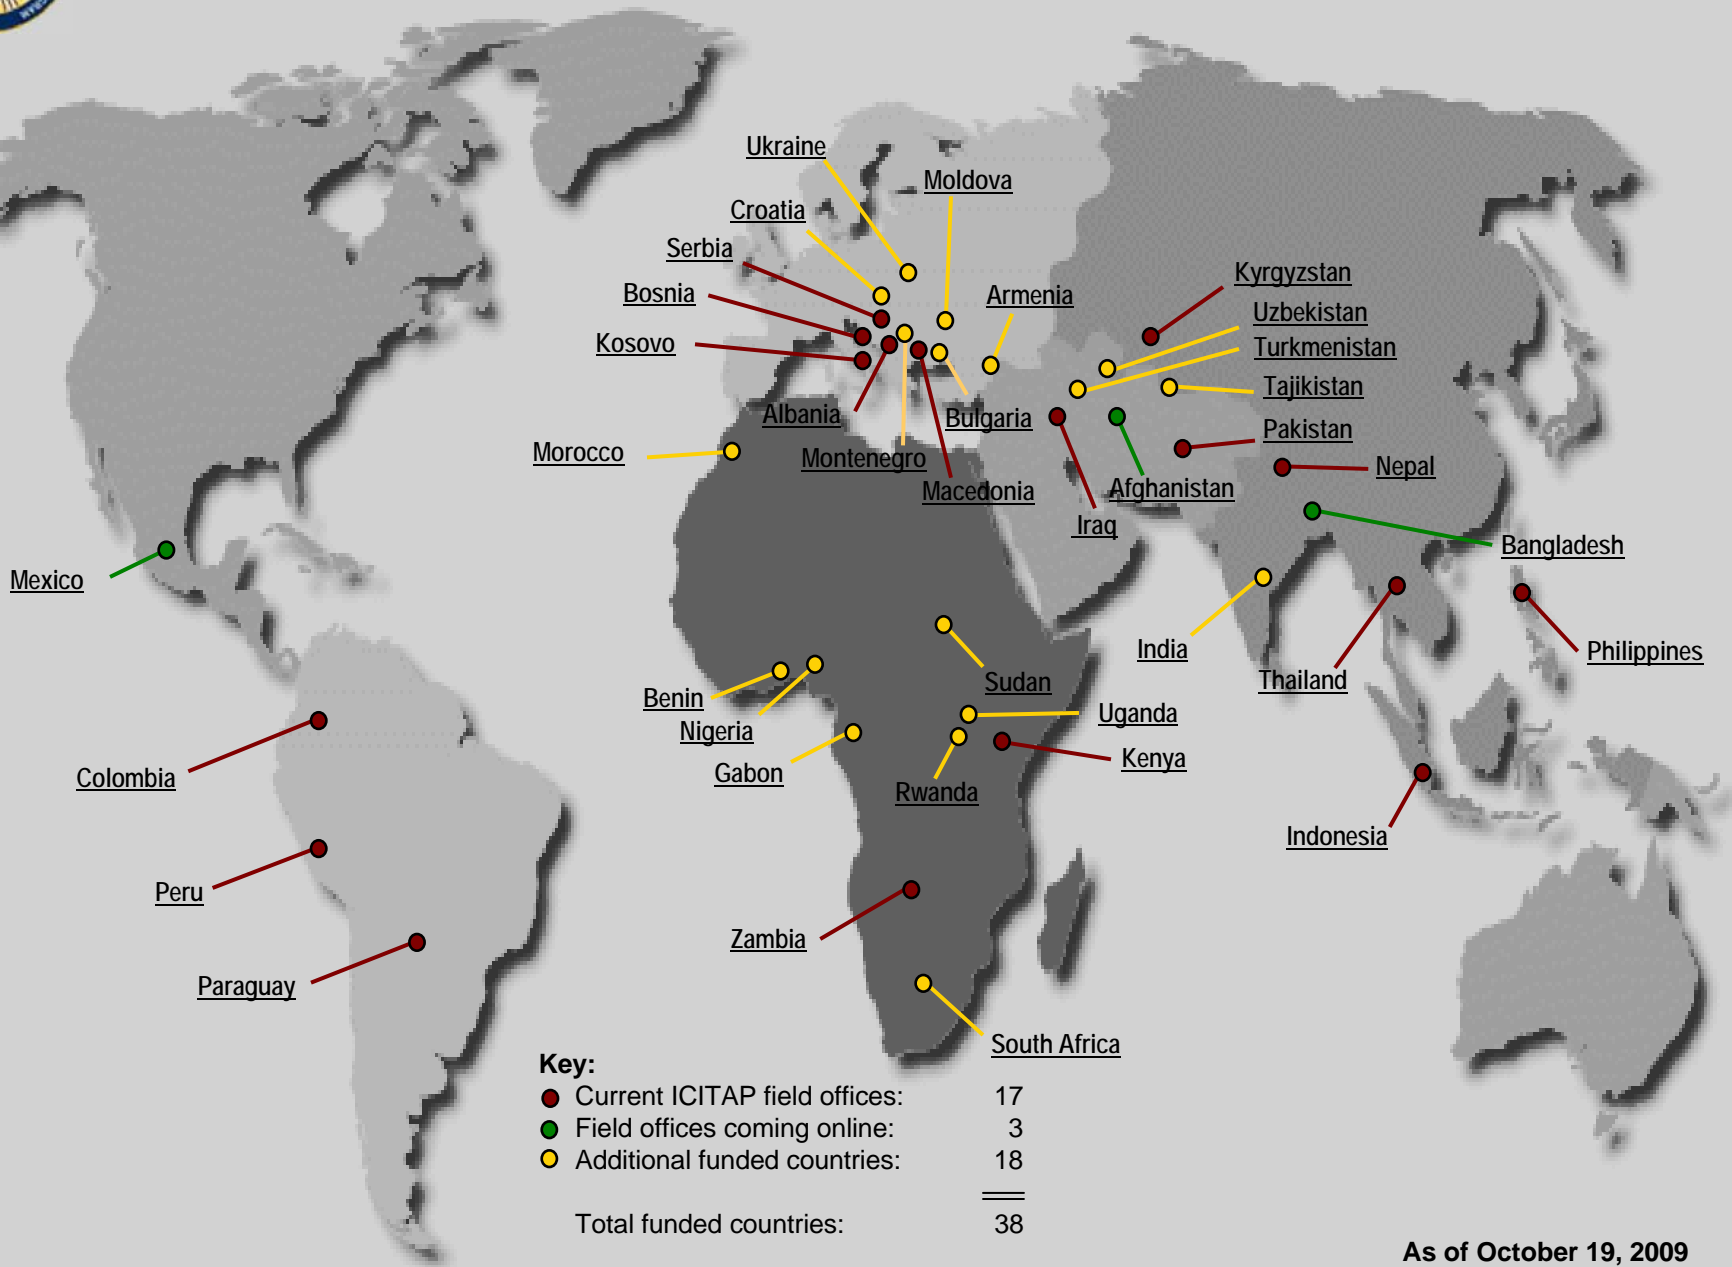 Ukraine
Moldova
Croatia
Serbia
Bosnia
Kosovo
Armenia
Kyrgyzstan
Uzbekistan
Turkmenistan
Tajikistan
Pakistan
Nepal
Albania
Bulgaria
Morocco
Montenegro
Macedonia
Afghanistan
Iraq
Bangladesh
Mexico
India
Philippines
Thailand
Sudan
Benin
Nigeria
Uganda
Gabon
Kenya
Rwanda
Colombia
Indonesia
Peru
Zambia
Paraguay
South Africa
Key:
Current ICITAP field offices: 17
Field offices coming online: 3
Additional funded countries: 18
Total funded countries: 38
As of October 19, 2009